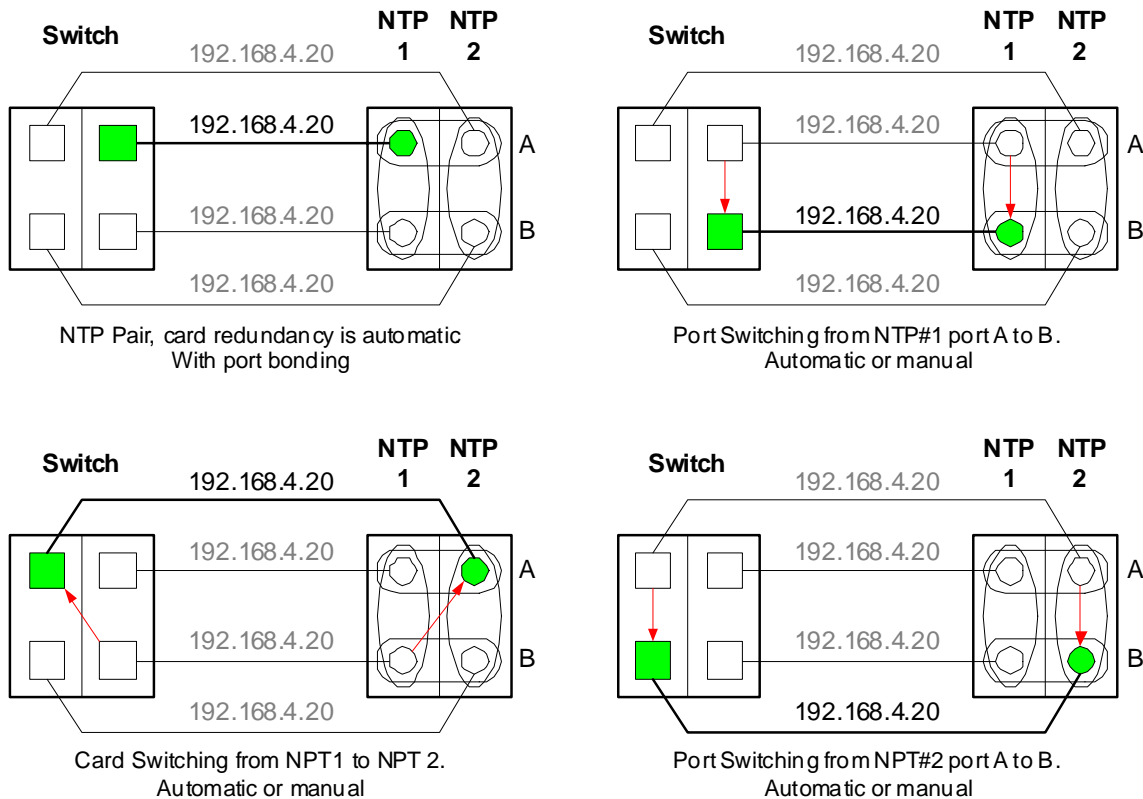 Switch
NTP 1
NTP 2
192.168.4.20
192.168.4.20
A
192.168.4.20
B
192.168.4.20
NTP Pair, card redundancy is automatic
With port bonding
Switch
NTP 1
NTP 2
192.168.4.20
192.168.4.20
A
192.168.4.20
B
192.168.4.20
Port Switching from NTP#1 port A to B.
Automatic or manual
Switch
NTP 1
NTP 2
192.168.4.20
192.168.4.20
A
192.168.4.20
B
192.168.4.20
Card Switching from NPT1 to NPT 2.
Automatic or manual
Switch
NTP 1
NTP 2
192.168.4.20
192.168.4.20
A
192.168.4.20
B
192.168.4.20
Port Switching from NPT#2 port A to B.
Automatic or manual